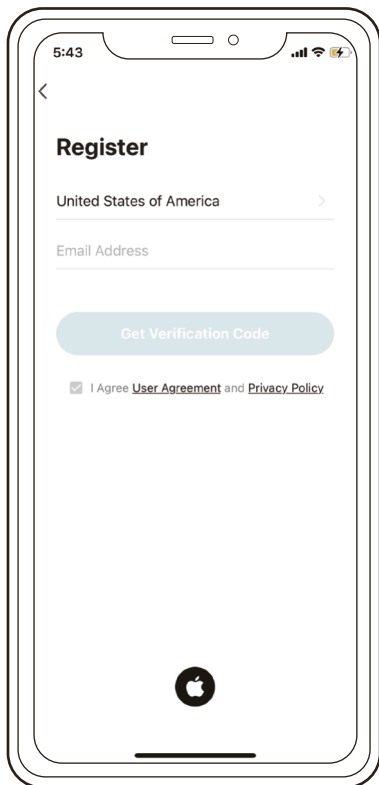 5:43
Register
United States of America
Email Address
Get Verification Code
I Agree User Agreement and Privacy Policy